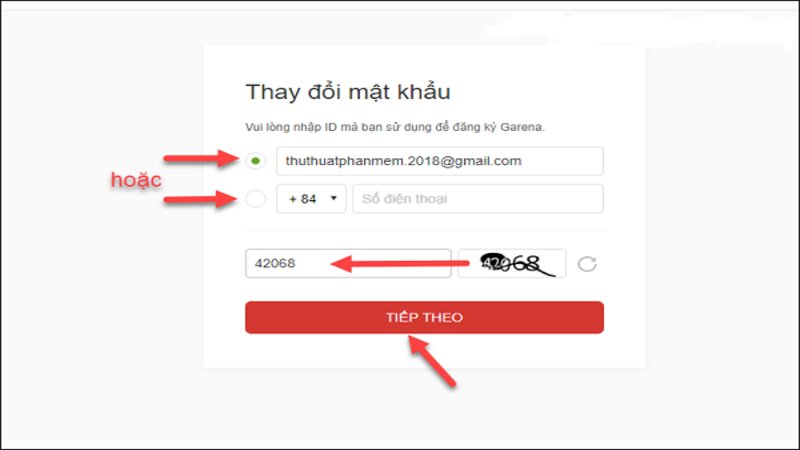 Thay đổi mật khẩu
Vui lòng nhập ID mà bạn sử dụng để đăng ký Garena.
thuthuatphanmem.2018@gmail.com
hoặc
+ 84
Số điện thoại
42068
42068
TIẾP THEO